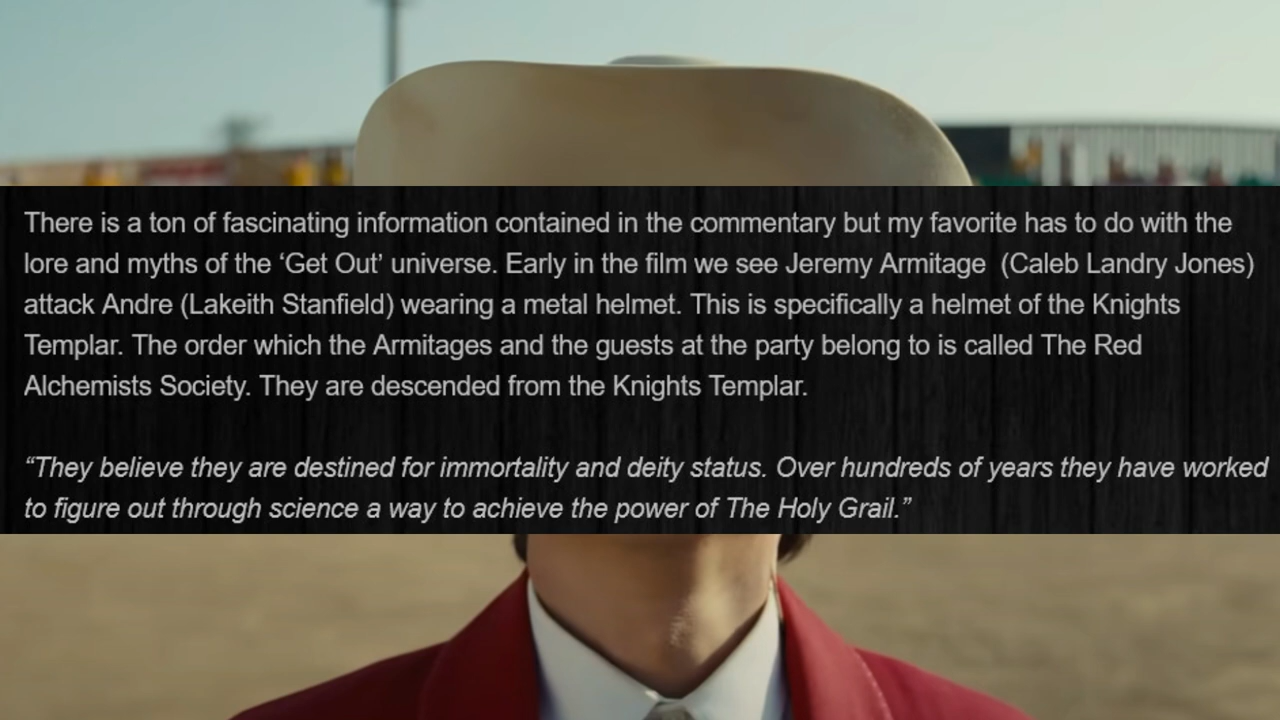 There is a ton of fascinating information contained in the commentary but my favorite has to do with the
lore and myths of the ‘Get Out’ universe. Early in the film we see Jeremy Armitage  (Caleb Landry Jones)
attack Andre (Lakeith Stanfield) wearing a metal helmet. This is specifically a helmet of the Knights
Templar. The order which the Armitages and the guests at the party belong to is called The Red
Alchemists Society. They are descended from the Knights Templar.
“They believe they are destined for immortality and deity status. Over hundreds of years they have worked
to figure out through science a way to achieve the power of The Holy Grail.”